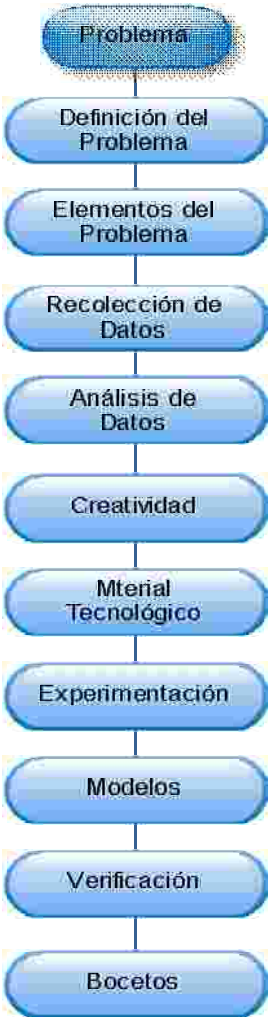 Problema
Definición del
Problema
Elementos del
Problema
Recolección de
Datos
Análisis de
Datos
Creatividad
Mterial
Tecnológico
Experimentación
Modelos
Verificación
Bocetos